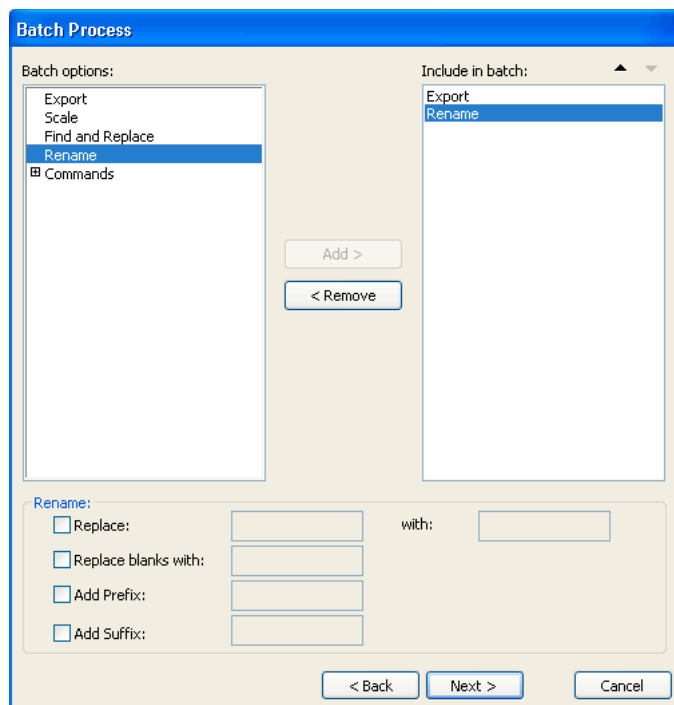 Batch Process
Batch options:
Include in batch:
Export
Scale
Find and Replace
Rename
Commands
Export
Rename
Add >
< Remove
Rename:
Replace:
with:
Replace blanks with:
Add Prefix:
Add Suffix:
< Back
Next >
Cancel